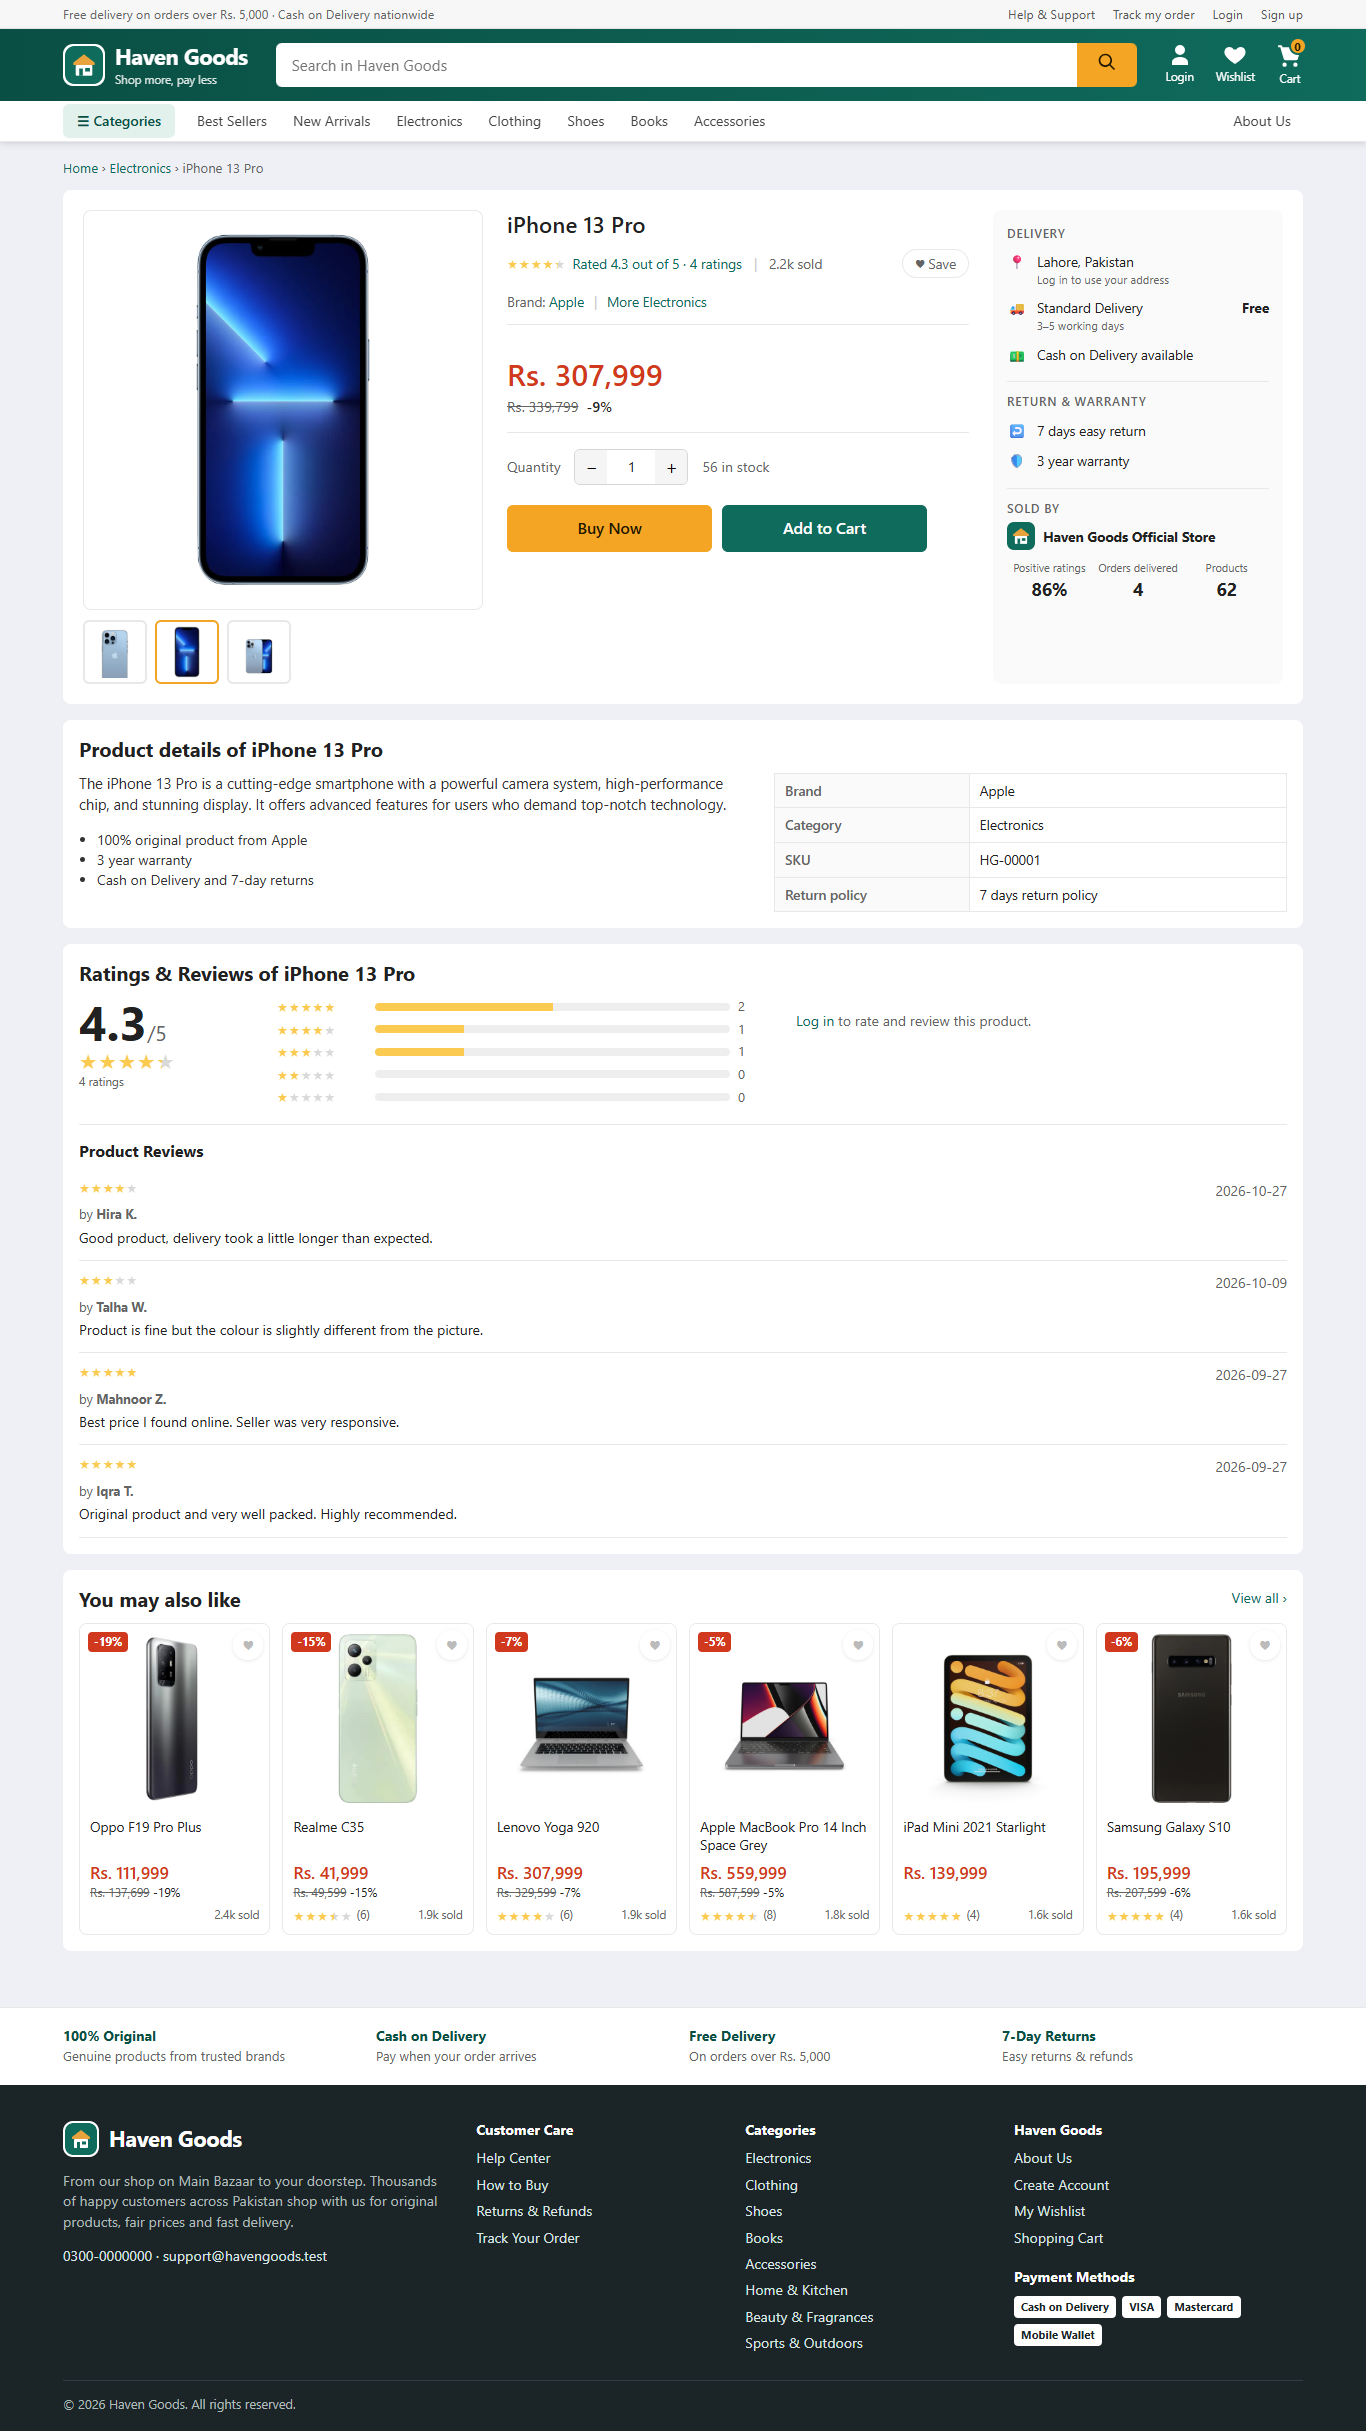 Free delivery on orders over Rs. 5,000 · Cash on Delivery nationwide
Help & Support Track my order Login Sign up
Haven Goods
Shop more, pay less
Search in Haven Goods
Login Wishlist 0 Cart
☰ Categories Best Sellers New Arrivals Electronics Clothing Shoes Books Accessories About Us
Home › Electronics › iPhone 13 Pro
iPhone 13 Pro
★★★★★ Rated 4.3 out of 5 · 4 ratings | 2.2k sold ♥ Save
Brand: Apple | More Electronics
Rs. 307,999
Rs. 339,799 -9%
Quantity − 1 + 56 in stock
Buy Now Add to Cart
DELIVERY
Lahore, Pakistan
Log in to use your address
Standard Delivery Free
3–5 working days
Cash on Delivery available
RETURN & WARRANTY
7 days easy return
3 year warranty
SOLD BY
Haven Goods Official Store
Positive ratings Orders delivered Products
86% 4 62
Product details of iPhone 13 Pro
The iPhone 13 Pro is a cutting-edge smartphone with a powerful camera system, high-performance
chip, and stunning display. It offers advanced features for users who demand top-notch technology.
• 100% original product from Apple
• 3 year warranty
• Cash on Delivery and 7-day returns
Brand Apple
Category Electronics
SKU HG-00001
Return policy 7 days return policy
Ratings & Reviews of iPhone 13 Pro
4.3/5
★★★★★
4 ratings
★★★★★ 2
★★★★★ 1
★★★★★ 1
★★★★★ 0
★★★★★ 0
Log in to rate and review this product.
Product Reviews
★★★★★ 2026-10-27
by Hira K.
Good product, delivery took a little longer than expected.
★★★★★ 2026-10-09
by Talha W.
Product is fine but the colour is slightly different from the picture.
★★★★★ 2026-09-27
by Mahnoor Z.
Best price I found online. Seller was very responsive.
★★★★★ 2026-09-27
by Iqra T.
Original product and very well packed. Highly recommended.
You may also like View all ›
-19%
Oppo F19 Pro Plus
Rs. 111,999
Rs. 137,699 -19%
2.4k sold
-15%
Realme C35
Rs. 41,999
Rs. 49,599 -15%
★★★★★ (6) 1.9k sold
-7%
Lenovo Yoga 920
Rs. 307,999
Rs. 329,599 -7%
★★★★★ (6) 1.9k sold
-5%
Apple MacBook Pro 14 Inch
Space Grey
Rs. 559,999
Rs. 587,599 -5%
★★★★★ (8) 1.8k sold
iPad Mini 2021 Starlight
Rs. 139,999
★★★★★ (4) 1.6k sold
-6%
SAMSUNG
Samsung Galaxy S10
Rs. 195,999
Rs. 207,599 -6%
★★★★★ (4) 1.6k sold
100% Original
Genuine products from trusted brands
Cash on Delivery
Pay when your order arrives
Free Delivery
On orders over Rs. 5,000
7-Day Returns
Easy returns & refunds
Haven Goods
From our shop on Main Bazaar to your doorstep. Thousands
of happy customers across Pakistan shop with us for original
products, fair prices and fast delivery.
0300-0000000 · support@havengoods.test
Customer Care
Help Center
How to Buy
Returns & Refunds
Track Your Order
Categories
Electronics
Clothing
Shoes
Books
Accessories
Home & Kitchen
Beauty & Fragrances
Sports & Outdoors
Haven Goods
About Us
Create Account
My Wishlist
Shopping Cart
Payment Methods
Cash on Delivery VISA Mastercard
Mobile Wallet
© 2026 Haven Goods. All rights reserved.